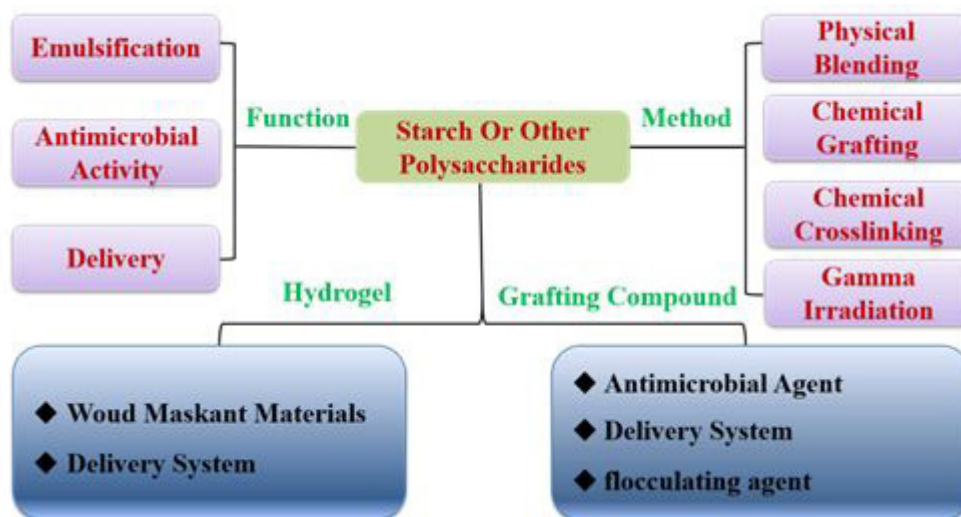 Emulsification
Antimicrobial
Activity
Delivery
Function
Starch Or Other
Polysaccharides
Method
Physical
Blending
Chemical
Grafting
Chemical
Crosslinking
Gamma
Irradiation
Hydrogel
Grafting Compound
◆ Woud Maskant Materials
◆ Delivery System
◆ Antimicrobial Agent
◆ Delivery System
◆ flocculating agent